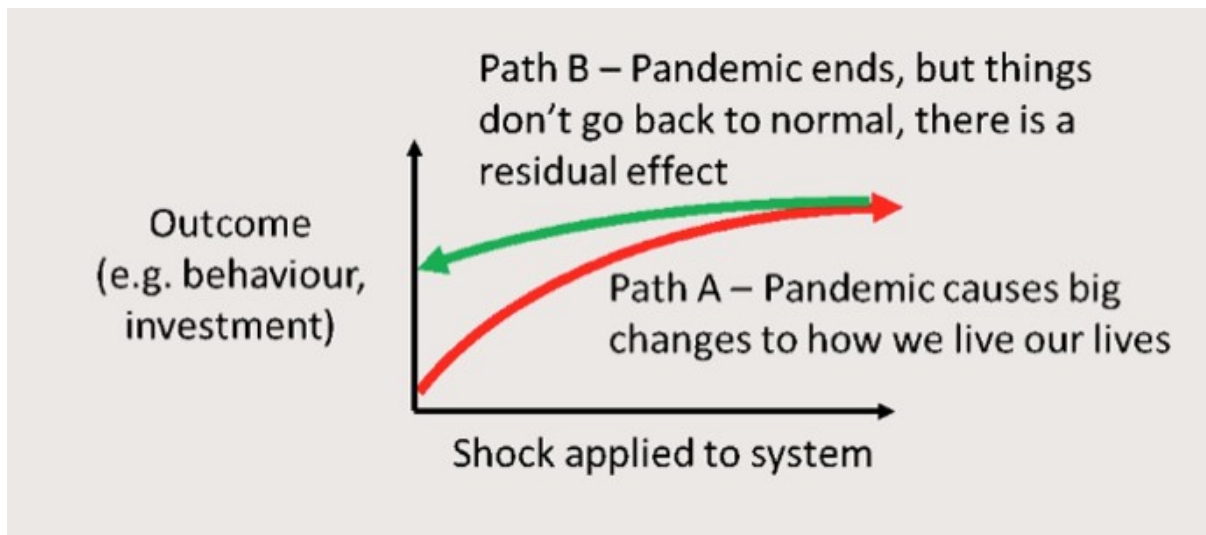 Path B – Pandemic ends, but things
don't go back to normal, there is a
residual effect
Outcome
(e.g. behaviour,
investment)
Path A – Pandemic causes big
changes to how we live our lives
Shock applied to system